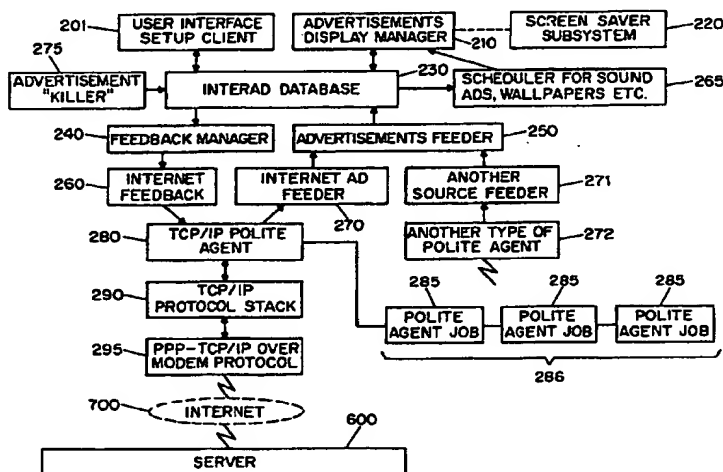 201
USER INTERFACE
SETUP CLIENT
ADVERTISEMENTS
DISPLAY MANAGER
210
SCREEN SAVER
SUBSYSTEM
220
275
ADVERTISEMENT
"KILLER"
INTERAD DATABASE
230
SCHEDULER FOR SOUND
ADS, WALLPAPERS ETC.
265
240
FEEDBACK MANAGER
ADVERTISEMENTS FEEDER
250
260
INTERNET
FEEDBACK
INTERNET AD
FEEDER
270
ANOTHER
SOURCE FEEDER
271
280
TCP/IP POLITE
AGENT
ANOTHER TYPE OF
POLITE AGENT
272
290
TCP/IP
PROTOCOL STACK
285
285
285
POLITE
AGENT JOB
POLITE
AGENT JOB
POLITE
AGENT JOB
286
295
PPP-TCP/IP OVER
MODEM PROTOCOL
700
INTERNET
600
SERVER